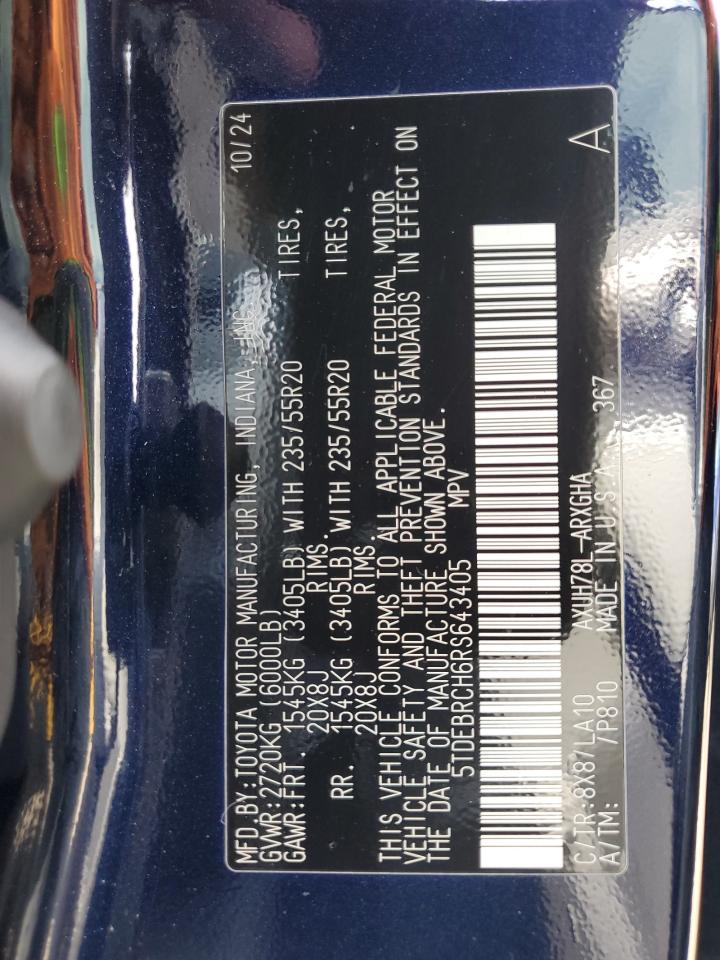 MFD.BY:TOYOTA MOTOR MANUFACTURING, INDIANA, INC. 10/24
GVWR:2720KG (6000LB)
GAWR:FRT. 1545KG (3405LB) WITH 235/55R20 TIRES,
20X8J RIMS.
RR. 1545KG (3405LB) WITH 235/55R20 TIRES,
20X8J RIMS.
THIS VEHICLE CONFORMS TO ALL APPLICABLE FEDERAL MOTOR
VEHICLE SAFETY AND THEFT PREVENTION STANDARDS IN EFFECT ON
THE DATE OF MANUFACTURE SHOWN ABOVE.
5TDEBRCH6RS643405 MPV
C/TR:8X8/LA10 AXUH78L-ARXGHA A
A/TM: /P810 MADE IN U.S.A. 367